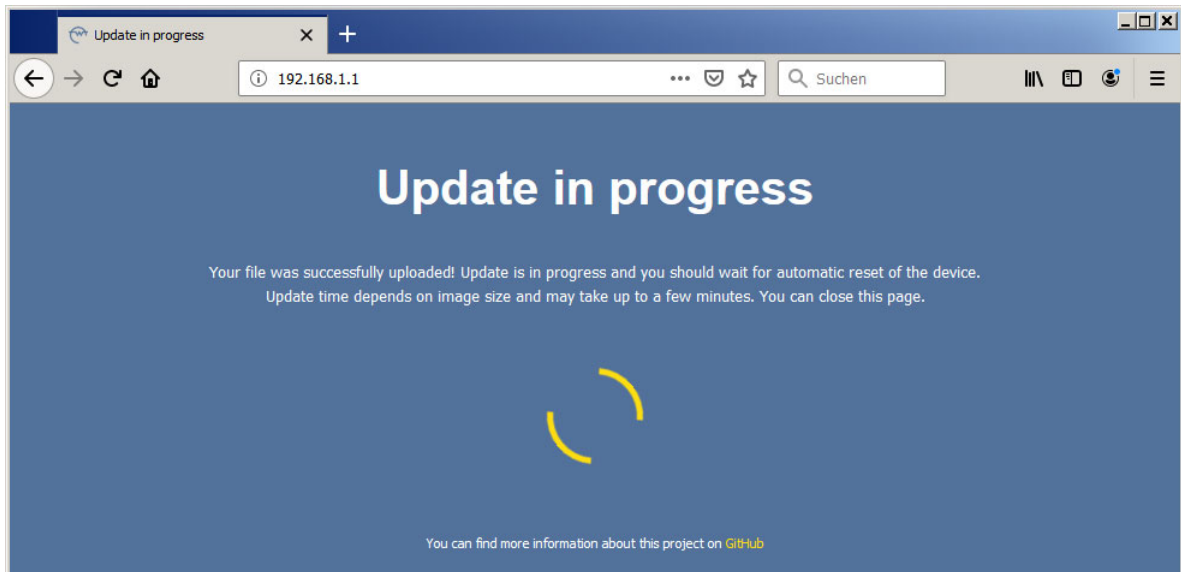 Update in progress
192.168.1.1
Suchen
Update in progress
Your file was successfully uploaded! Update is in progress and you should wait for automatic reset of the device.
Update time depends on image size and may take up to a few minutes. You can close this page.
You can find more information about this project on GitHub